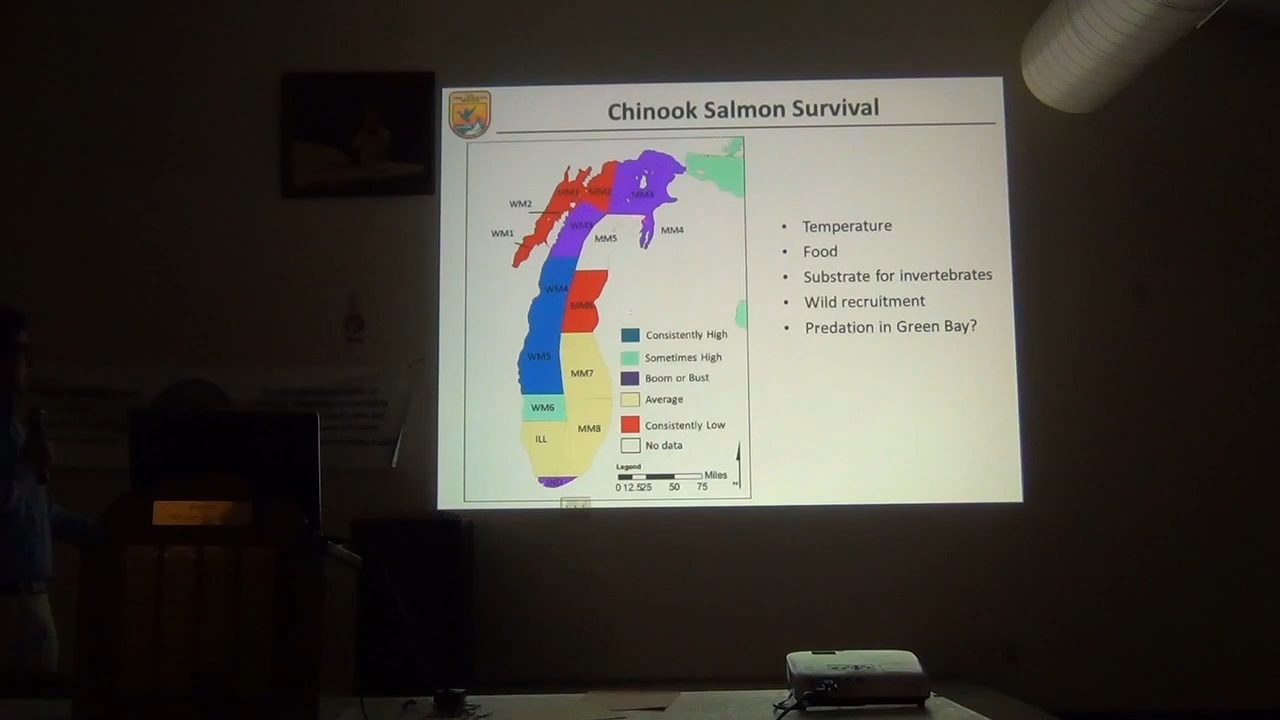 Chinook Salmon Survival
MM1
MM2
MM3
WM2
WM1
WM3
MM5
MM4
WM4
MM6
WM5
MM7
WM6
MM8
ILL
IND
Consistently High
Sometimes High
Boom or Bust
Average
Consistently Low
No data
Legend
Miles
0 12.525 50 75
N
• Temperature
• Food
• Substrate for invertebrates
• Wild recruitment
• Predation in Green Bay?